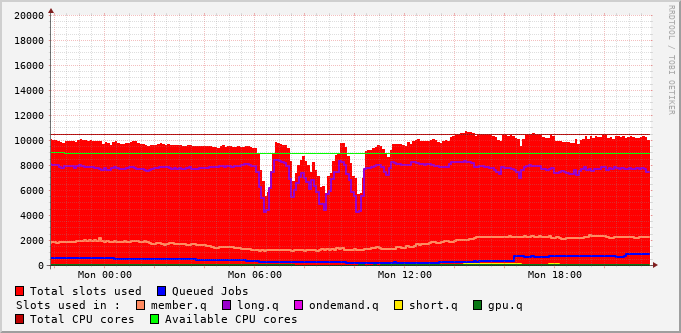 20000
18000
16000
14000
12000
10000
8000
6000
4000
2000
0
Mon 00:00 Mon 06:00 Mon 12:00 Mon 18:00
RRDTOOL / TOBI OETIKER
Total slots used Queued Jobs
Slots used in : member.q long.q ondemand.q short.q gpu.q
Total CPU cores Available CPU cores